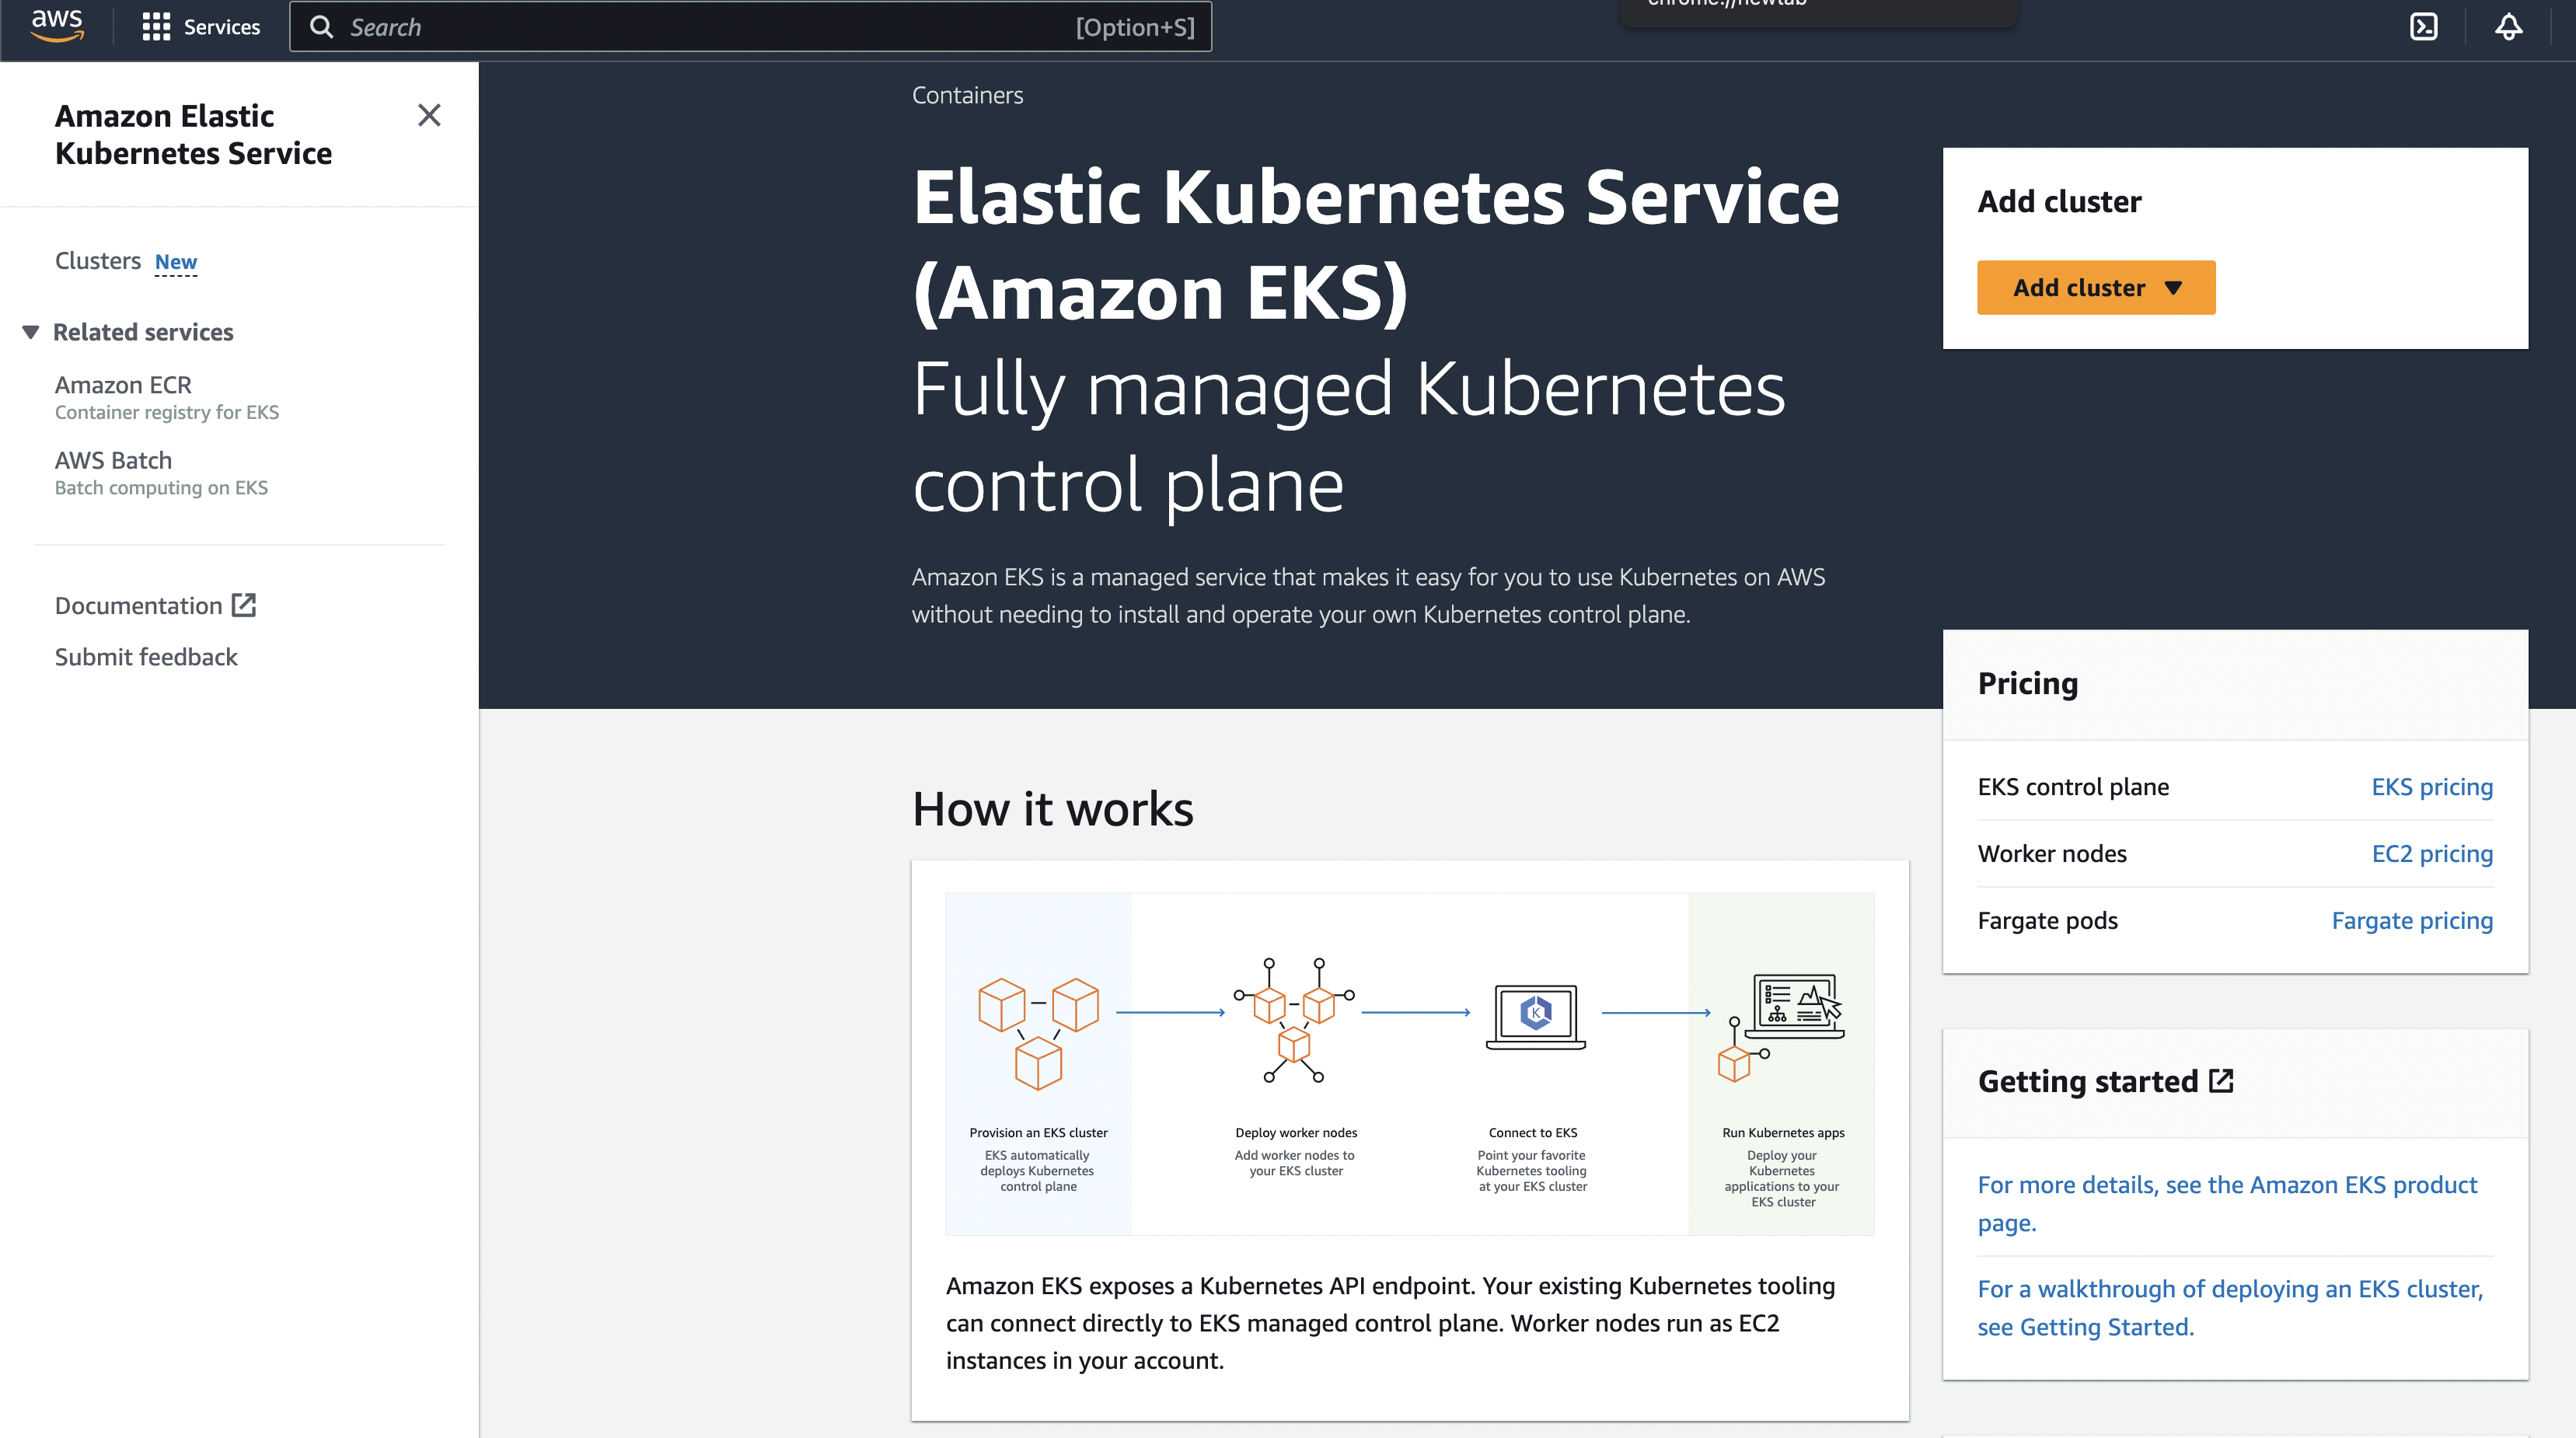 aws
Services
Search
[Option+S]
chrome://newtab
Amazon Elastic
Kubernetes Service
Clusters New
Related services
Amazon ECR
Container registry for EKS
AWS Batch
Batch computing on EKS
Documentation
Submit feedback
Containers
Elastic Kubernetes Service
(Amazon EKS)
Fully managed Kubernetes
control plane
Amazon EKS is a managed service that makes it easy for you to use Kubernetes on AWS
without needing to install and operate your own Kubernetes control plane.
Add cluster
Add cluster
Pricing
EKS control plane
EKS pricing
Worker nodes
EC2 pricing
Fargate pods
Fargate pricing
How it works
K
Provision an EKS cluster
EKS automatically
deploys Kubernetes
control plane
Deploy worker nodes
Add worker nodes to
your EKS cluster
Connect to EKS
Point your favorite
Kubernetes tooling
at your EKS cluster
Run Kubernetes apps
Deploy your
Kubernetes
applications to your
EKS cluster
Amazon EKS exposes a Kubernetes API endpoint. Your existing Kubernetes tooling
can connect directly to EKS managed control plane. Worker nodes run as EC2
instances in your account.
Getting started
For more details, see the Amazon EKS product
page.
For a walkthrough of deploying an EKS cluster,
see Getting Started.